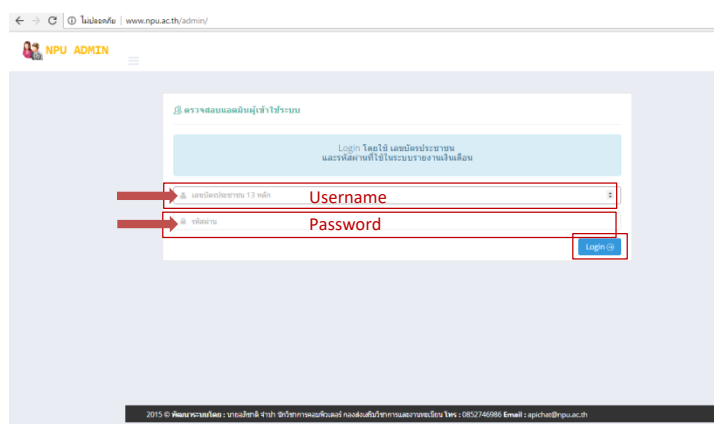 ไม่ปลอดภัย | www.npu.ac.th/admin/
NPU ADMIN
ตรวจสอบแอดมินผู้เข้าใช้ระบบ
Login โดยใช้ เลขบัตรประชาชน
และรหัสผ่านที่ใช้ในระบบรายงานเงินเดือน
เลขบัตรประชาชน 13 หลัก Username
รหัสผ่าน Password
Login
2015 © พัฒนาระบบโดย : นายอภิชาติ จำปา นักวิชาการคอมพิวเตอร์ กองส่งเสริมวิชาการและงานทะเบียน โทร : 0852746986 Email : apichat@npu.ac.th